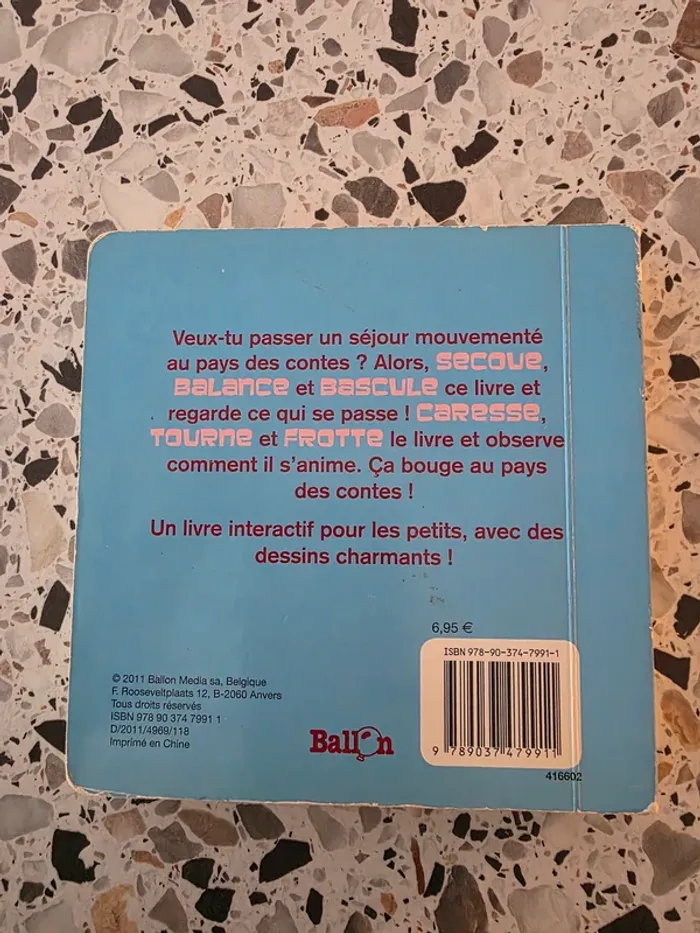 Veux-tu passer un séjour mouvementé
au pays des contes ? Alors, SECOUE,
BALANCE et BASCULE ce livre et
regarde ce qui se passe ! CARESSE,
TOURNE et FROTTE le livre et observe
comment il s'anime. Ça bouge au pays
des contes !
Un livre interactif pour les petits, avec des
dessins charmants !
6,95 €
ISBN 978-90-374-7991-1
9 789037 479911
416602
© 2011 Ballon Media sa, Belgique
F. Rooseveltplaats 12, B-2060 Anvers
Tous droits réservés
ISBN 978 90 374 7991 1
D/2011/4969/118
Imprimé en Chine
Ballon